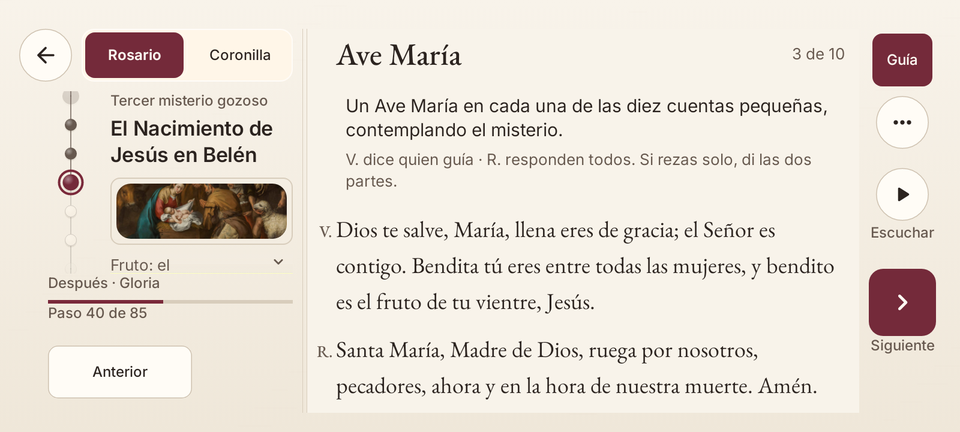 Rosario
Coronilla
Tercer misterio gozoso
El Nacimiento de
Jesús en Belén
Fruto: el
Después · Gloria
Paso 40 de 85
Anterior
Ave María
3 de 10
Un Ave María en cada una de las diez cuentas pequeñas,
contemplando el misterio.
V. dice quien guía · R. responden todos. Si rezas solo, di las dos
partes.
V. Dios te salve, María, llena eres de gracia; el Señor es
contigo. Bendita tú eres entre todas las mujeres, y bendito
es el fruto de tu vientre, Jesús.
R. Santa María, Madre de Dios, ruega por nosotros,
pecadores, ahora y en la hora de nuestra muerte. Amén.
Guía
Escuchar
Siguiente